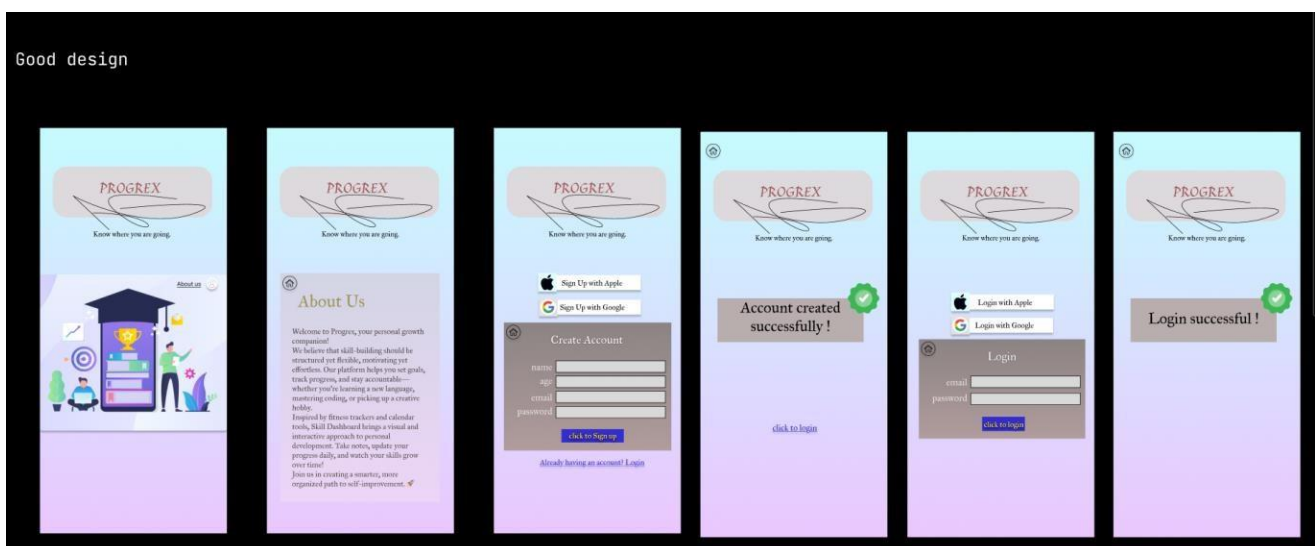 Good design
PROGREX
Know where you are going.
About us
PROGREX
Know where you are going.
About Us
Welcome to Progrex, your personal growth
companion!
We believe that skill-building should be
structured yet flexible, motivating yet
effortless. Our platform helps you set goals,
track progress, and stay accountable—
whether you're learning a new language,
mastering coding, or picking up a creative
hobby.
Inspired by fitness trackers and calendar
tools, Skill Dashboard brings a visual and
interactive approach to personal
development. Take notes, update your
progress daily, and watch your skills grow
over time!
Join us in creating a smarter, more
organized path to self-improvement. 🚀
PROGREX
Know where you are going.
Sign Up with Apple
Sign Up with Google
Create Account
name
age
email
password
click to Sign up
Already having an account? Login
PROGREX
Know where you are going.
Account created
successfully !
click to login
PROGREX
Know where you are going.
Login with Apple
Login with Google
Login
email
password
click to login
PROGREX
Know where you are going.
Login successful !